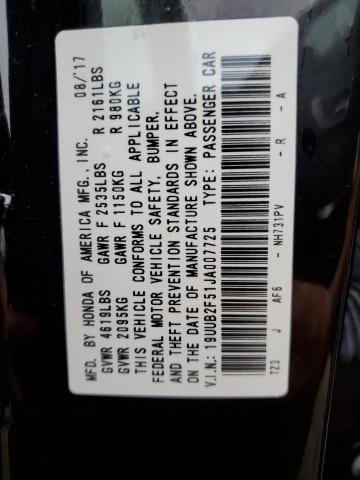 MFD. BY HONDA OF AMERICA MFG., INC. 08/'17
GVWR 4619LBS GAWR F 2535LBS R 2161LBS
GVWR 2095KG GAWR F 1150KG R 980KG
THIS VEHICLE CONFORMS TO ALL APPLICABLE
FEDERAL MOTOR VEHICLE SAFETY, BUMPER,
AND THEFT PREVENTION STANDARDS IN EFFECT
ON THE DATE OF MANUFACTURE SHOWN ABOVE.
V.I.N.: 19UUB2F51JA007725 TYPE: PASSENGER CAR
TZ3 J AF6 - NH731PV - R - A